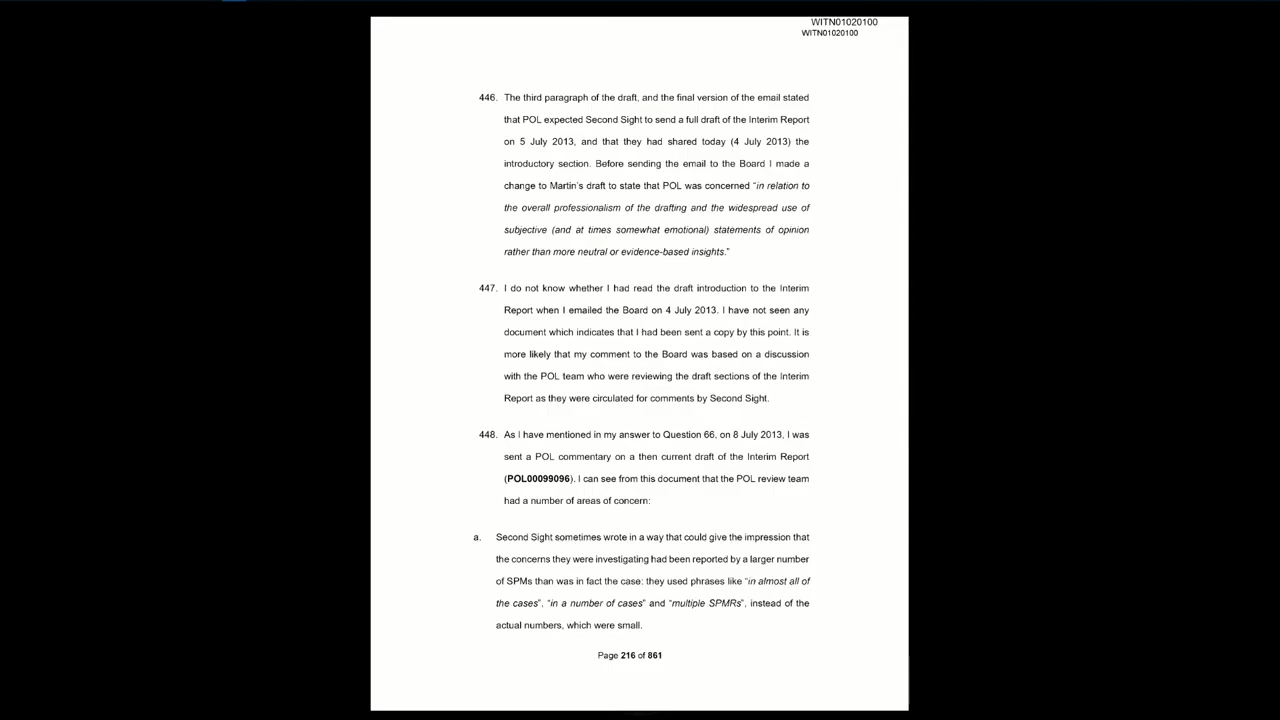 WITN01020100
WITN01020100
446. The third paragraph of the draft, and the final version of the email stated
that POL expected Second Sight to send a full draft of the Interim Report
on 5 July 2013, and that they had shared today (4 July 2013) the
introductory section. Before sending the email to the Board I made a
change to Martin's draft to state that POL was concerned "in relation to
the overall professionalism of the drafting and the widespread use of
subjective (and at times somewhat emotional) statements of opinion
rather than more neutral or evidence-based insights."
447. I do not know whether I had read the draft introduction to the Interim
Report when I emailed the Board on 4 July 2013. I have not seen any
document which indicates that I had been sent a copy by this point. It is
more likely that my comment to the Board was based on a discussion
with the POL team who were reviewing the draft sections of the Interim
Report as they were circulated for comments by Second Sight.
448. As I have mentioned in my answer to Question 66, on 8 July 2013, I was
sent a POL commentary on a then current draft of the Interim Report
(POL00099096). I can see from this document that the POL review team
had a number of areas of concern:
a. Second Sight sometimes wrote in a way that could give the impression that
the concerns they were investigating had been reported by a larger number
of SPMs than was in fact the case: they used phrases like "in almost all of
the cases", "in a number of cases" and "multiple SPMRs", instead of the
actual numbers, which were small.
Page 216 of 861